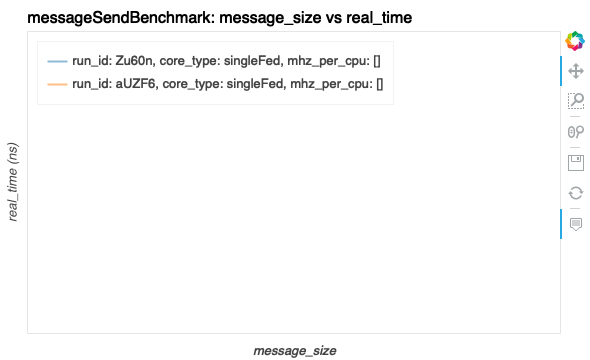 messageSendBenchmark: message_size vs real_time
run_id: Zu60n, core_type: singleFed, mhz_per_cpu: []
run_id: aUZF6, core_type: singleFed, mhz_per_cpu: []
real_time (ns)
message_size